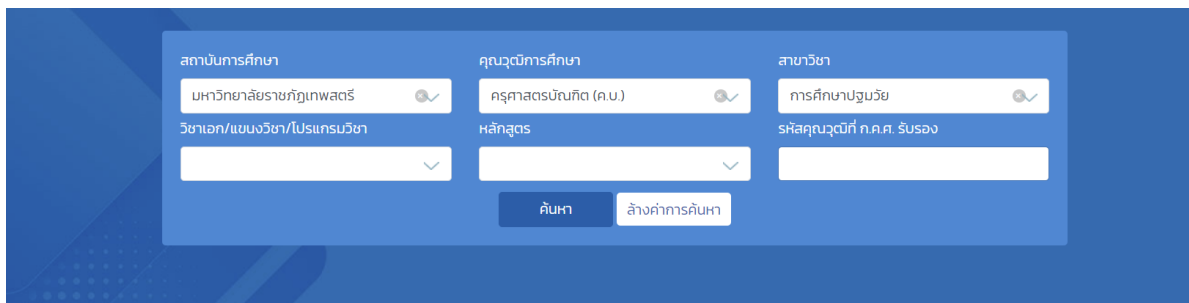 สถาบันการศึกษา คุณวุฒิการศึกษา สาขาวิชา
มหาวิทยาลัยราชภัฏเทพสตรี ครุศาสตรบัณฑิต (ค.บ.) การศึกษาปฐมวัย
วิชาเอก/แขนงวิชา/โปรแกรมวิชา หลักสูตร รหัสคุณวุฒิที่ ก.ค.ศ. รับรอง
ค้นหา ล้างค่าการค้นหา